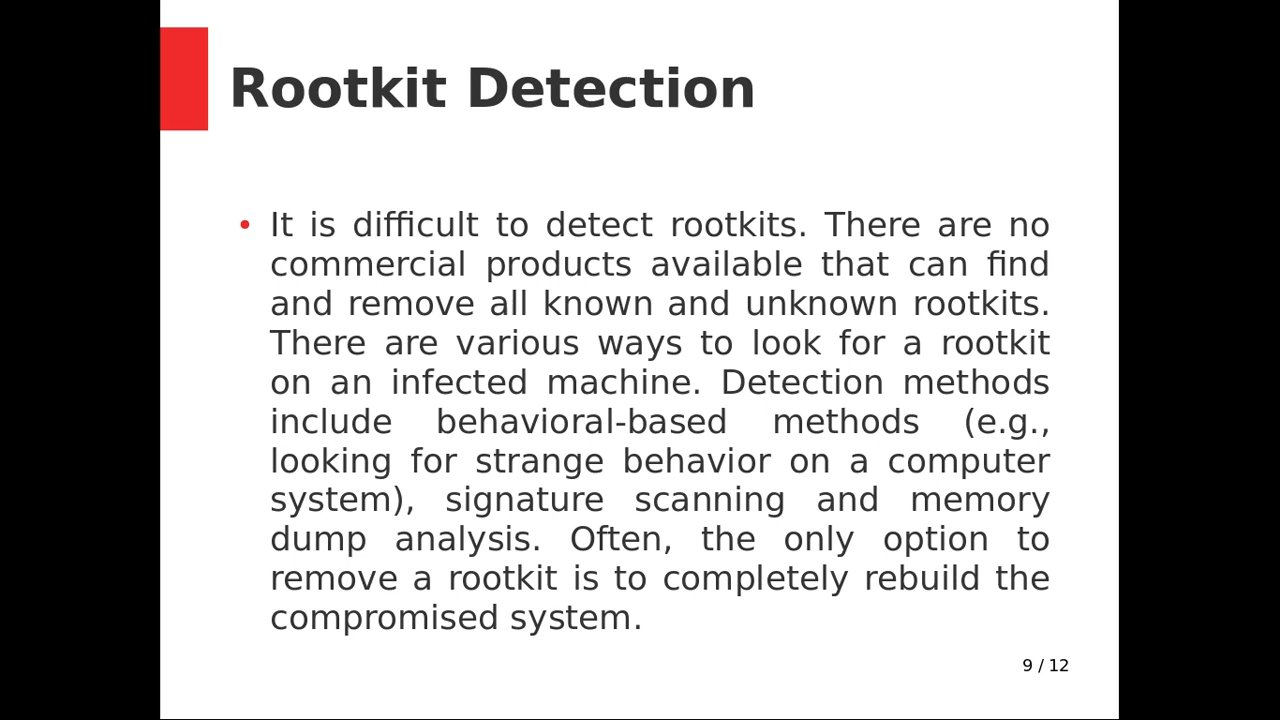 Rootkit Detection
• It is difficult to detect rootkits. There are no
commercial products available that can find
and remove all known and unknown rootkits.
There are various ways to look for a rootkit
on an infected machine. Detection methods
include behavioral-based methods (e.g.,
looking for strange behavior on a computer
system), signature scanning and memory
dump analysis. Often, the only option to
remove a rootkit is to completely rebuild the
compromised system.
9 / 12